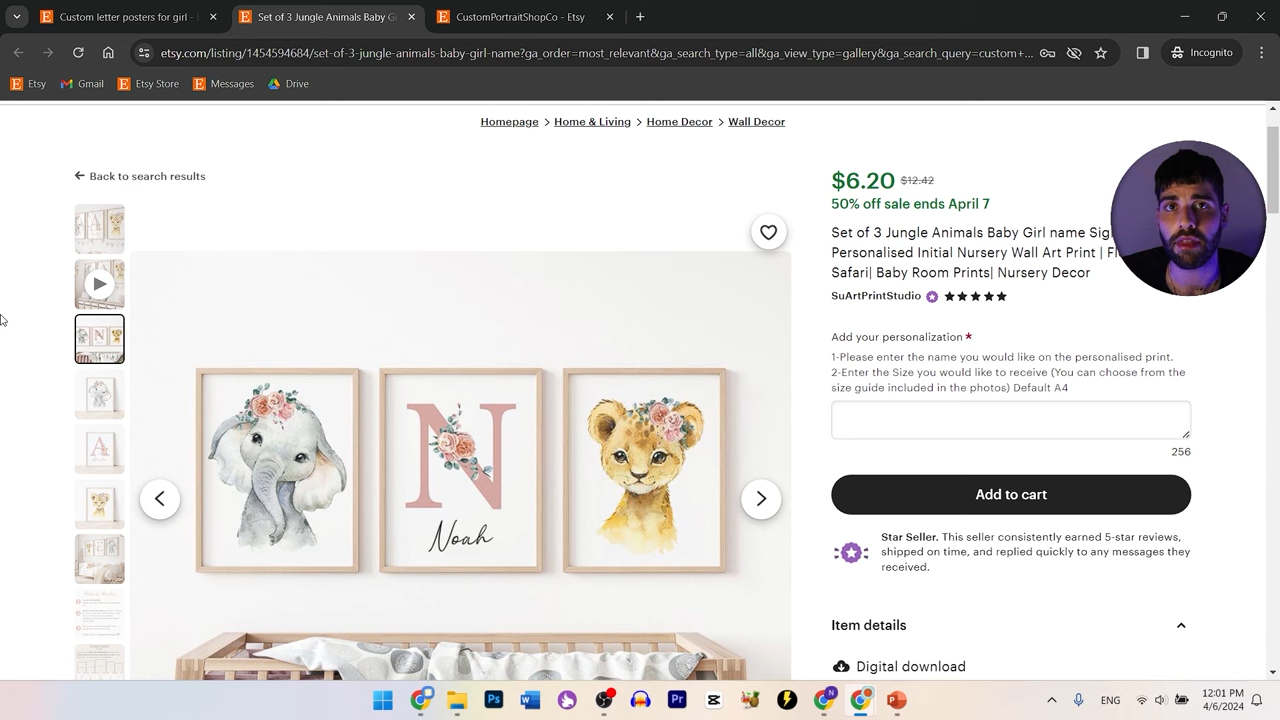 Custom letter posters for girl -
Set of 3 Jungle Animals Baby G
CustomPortraitShopCo - Etsy
etsy.com/listing/1454594684/set-of-3-jungle-animals-baby-girl-name?ga_order=most_relevant&ga_search_type=all&ga_view_type=gallery&ga_search_query=custom+...
Incognito
Etsy
Gmail
Etsy Store
Messages
Drive
Homepage > Home & Living > Home Decor > Wall Decor
Back to search results
$6.20 $12.42
50% off sale ends April 7
Set of 3 Jungle Animals Baby Girl name
Personalised Initial Nursery Wall Art Print |
Safari| Baby Room Prints| Nursery Decor
SuArtPrintStudio
Add your personalization *
1-Please enter the name you would like on the personalised print.
2-Enter the Size you would like to receive (You can choose from the
size guide included in the photos) Default A4
256
Add to cart
Star Seller. This seller consistently earned 5-star reviews,
shipped on time, and replied quickly to any messages they
received.
Item details
Digital download
N
Noah
A
ENG
12:01 PM
4/6/2024